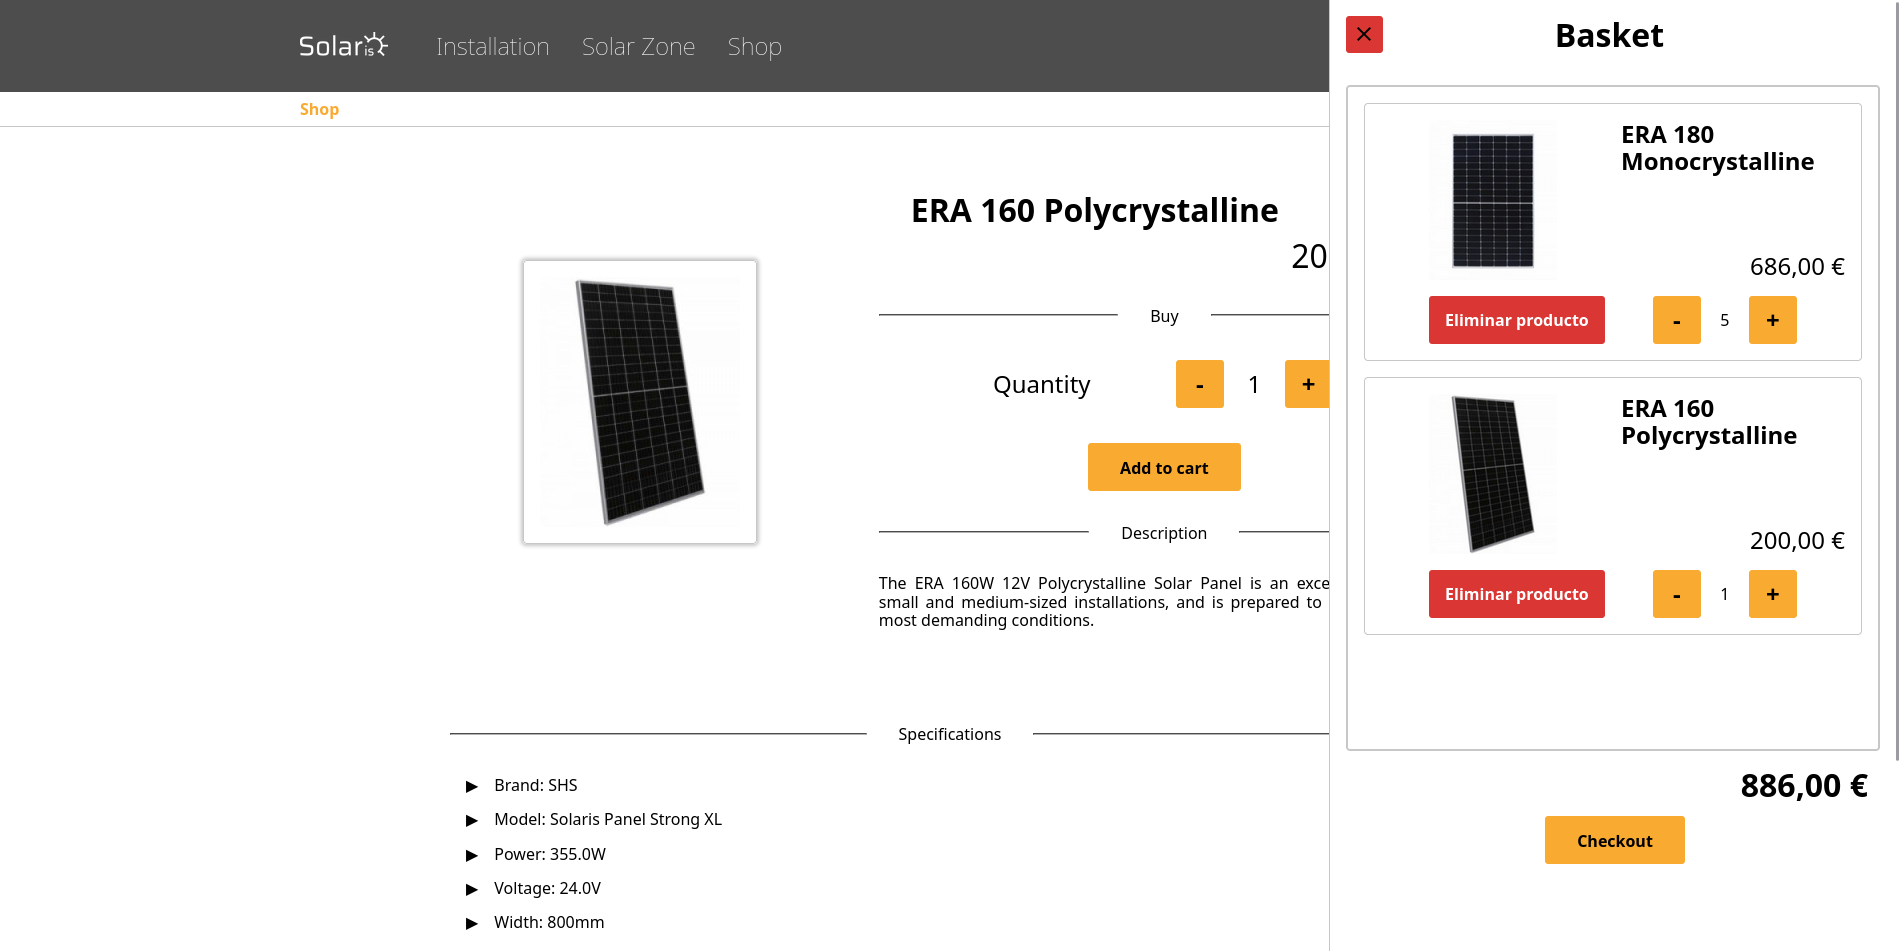 Solaris
Installation
Solar Zone
Shop
Shop
ERA 160 Polycrystalline
20
Buy
Quantity
-
1
+
Add to cart
Description
The ERA 160W 12V Polycrystalline Solar Panel is an exce
small and medium-sized installations, and is prepared to
most demanding conditions.
Specifications
▶ Brand: SHS
▶ Model: Solaris Panel Strong XL
▶ Power: 355.0W
▶ Voltage: 24.0V
▶ Width: 800mm
✕
Basket
ERA 180
Monocrystalline
686,00 €
Eliminar producto
-
5
+
ERA 160
Polycrystalline
200,00 €
Eliminar producto
-
1
+
886,00 €
Checkout